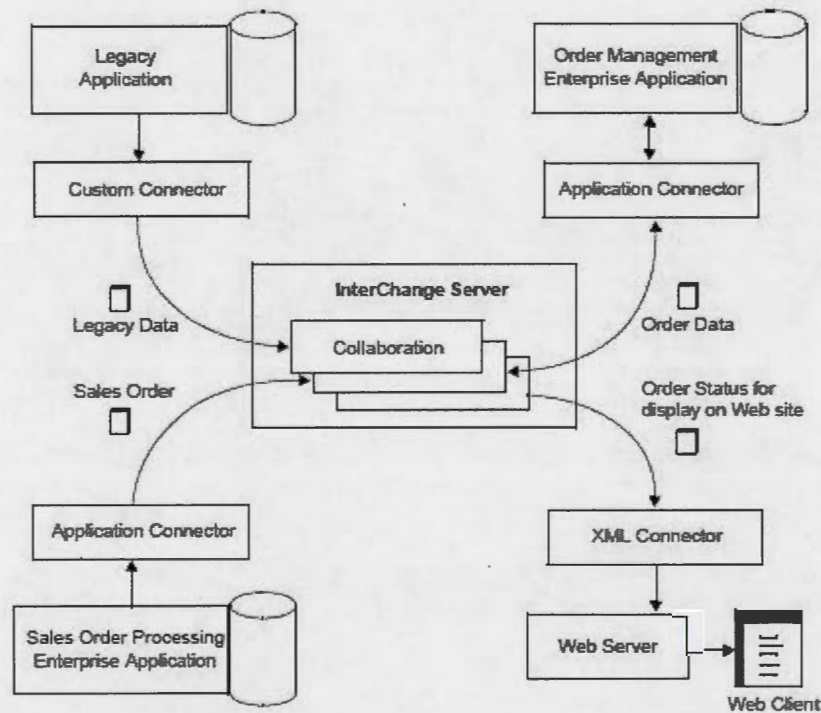 Legacy
Application
Order Management
Enterprise Application
Custom Connector
Application Connector
InterChange Server
Legacy Data
Collaboration
Order Data
Sales Order
Order Status for
display on Web site
Application Connector
XML Connector
Sales Order Processing
Enterprise Application
Web Server
Web Client